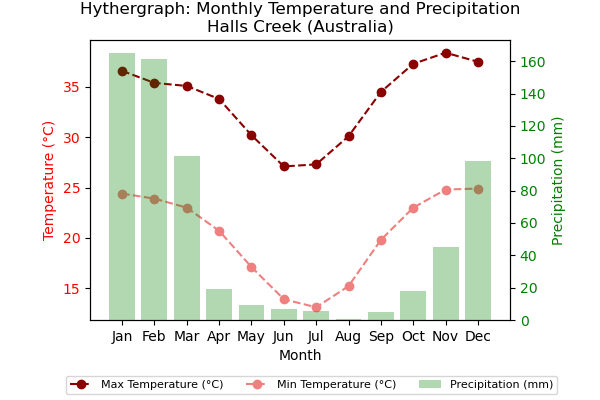 Hythergraph: Monthly Temperature and Precipitation
Halls Creek (Australia)
Temperature (°C)
35
30
25
20
15
160
140
120
100
80
60
40
20
0
Precipitation (mm)
Jan Feb Mar Apr May Jun Jul Aug Sep Oct Nov Dec
Month
Max Temperature (°C) Min Temperature (°C) Precipitation (mm)